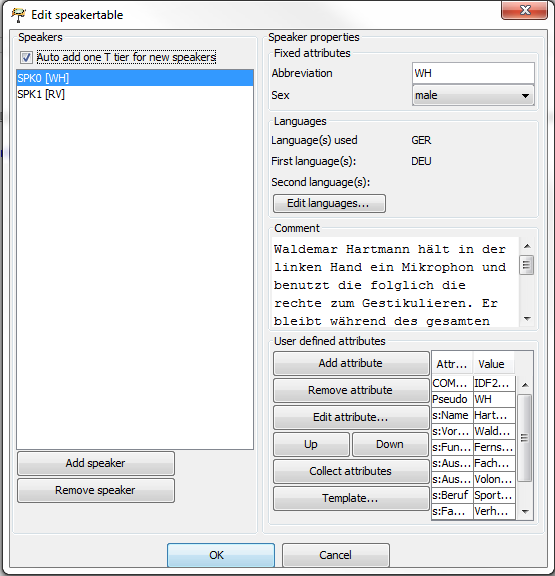 Edit speakertable
Speakers
Auto add one T tier for new speakers
SPK0 [WH]
SPK1 [RV]
Add speaker
Remove speaker
Speaker properties
Fixed attributes
Abbreviation WH
Sex male
Languages
Language(s) used GER
First language(s): DEU
Second language(s):
Edit languages...
Comment
Waldemar Hartmann hält in der
linken Hand ein Mikrophon und
benutzt die folglich die
rechte zum Gestikulieren. Er
bleibt während des gesamten
User defined attributes
Add attribute
Remove attribute
Edit attribute...
Up Down
Collect attributes
Template...
Attr... Value
COM... IDF2...
Pseudo WH
s:Name Hart...
s:Vor... Wald...
s:Fun... Ferns...
s:Aus... Fach...
s:Aus... Volon...
s:Beruf Sport...
s:Fa... Verh...
OK Cancel